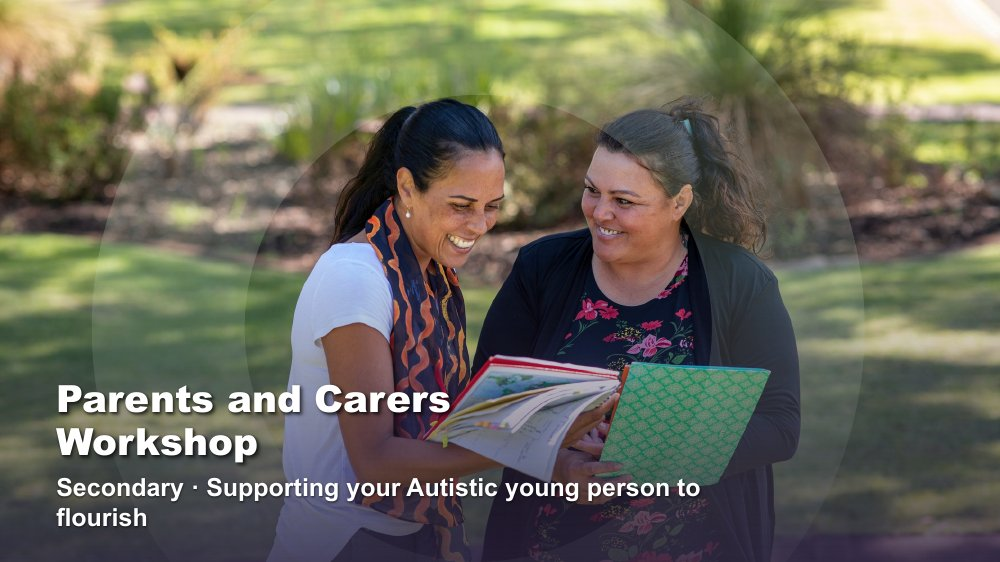 Parents and Carers
Workshop
Secondary · Supporting your Autistic young person to
flourish